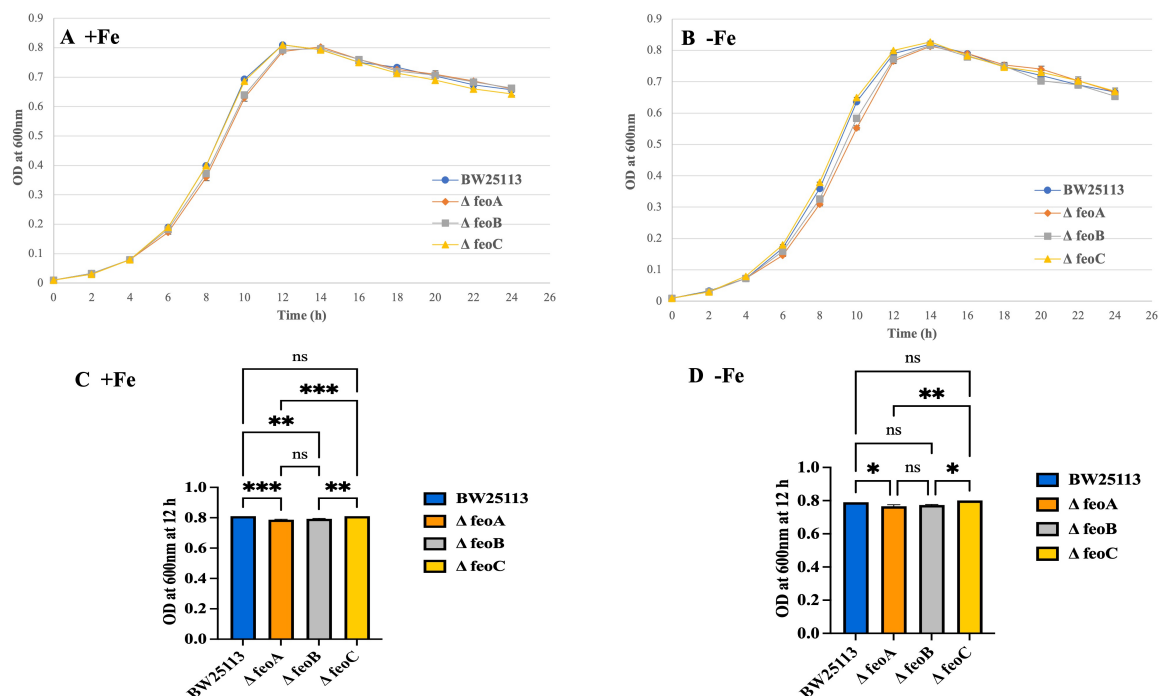 A +Fe
OD at 600nm
0.9
0.8
0.7
0.6
0.5
0.4
0.3
0.2
0.1
0
0 2 4 6 8 10 12 14 16 18 20 22 24 26
Time (h)
BW25113
Δ feoA
Δ feoB
Δ feoC
B -Fe
OD at 600nm
0.9
0.8
0.7
0.6
0.5
0.4
0.3
0.2
0.1
0
0 2 4 6 8 10 12 14 16 18 20 22 24 26
Time (h)
BW25113
Δ feoA
Δ feoB
Δ feoC
C +Fe
ns
***
**
ns
*** **
OD at 600nm at 12 h
1.0
0.8
0.6
0.4
0.2
0.0
BW25113 Δ feoA Δ feoB Δ feoC
BW25113
Δ feoA
Δ feoB
Δ feoC
D -Fe
ns
**
ns
* ns *
OD at 600nm at 12 h
1.0
0.8
0.6
0.4
0.2
0.0
BW25113 Δ feoA Δ feoB Δ feoC
BW25113
Δ feoA
Δ feoB
Δ feoC